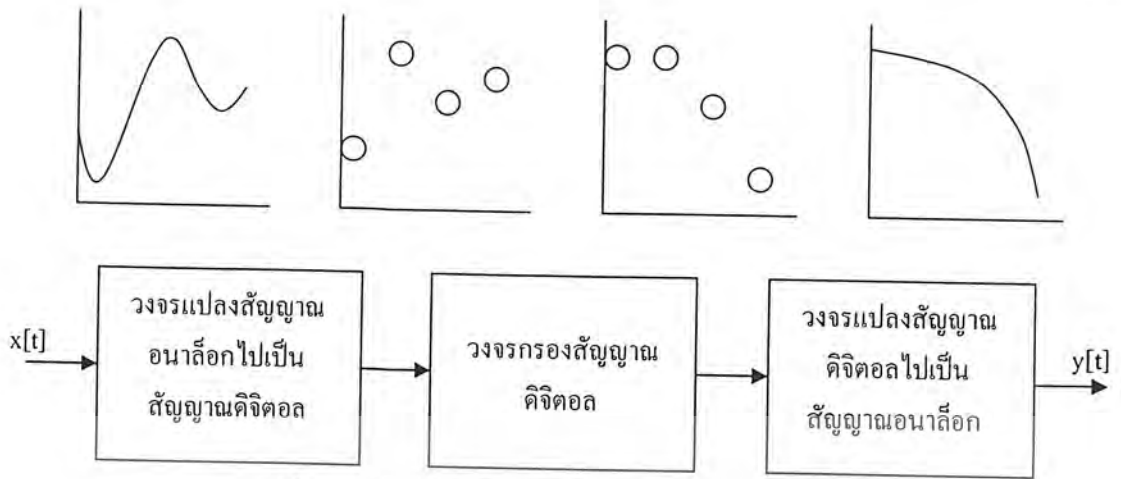 x[t]
วงจรแปลงสัญญาณ
อนาล็อกไปเป็น
สัญญาณดิจิตอล
วงจรกรองสัญญาณ
ดิจิตอล
วงจรแปลงสัญญาณ
ดิจิตอลไปเป็น
สัญญาณอนาล็อก
y[t]